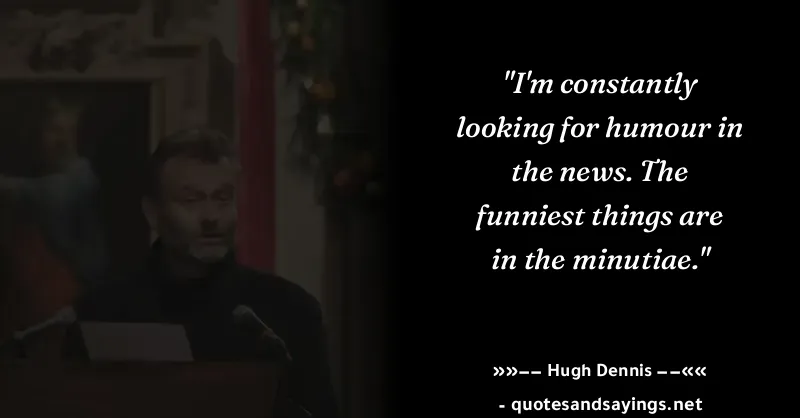 "I'm constantly
looking for humour in
the news. The
funniest things are
in the minutiae."
»»–– Hugh Dennis ––««
- quotesandsayings.net